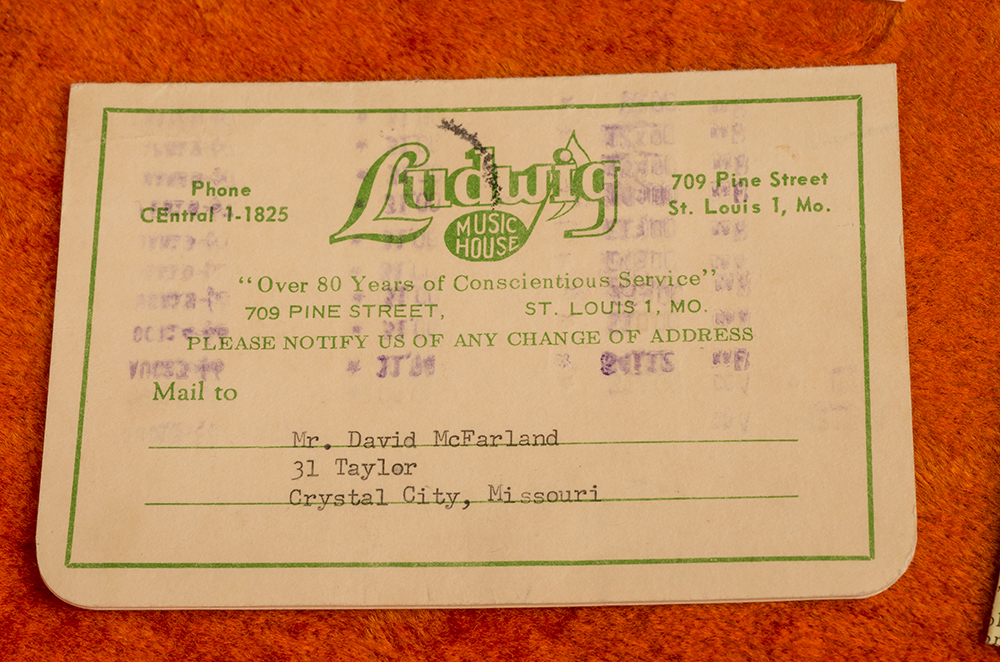 Phone
CEntral 1-1825
Ludwig
MUSIC
HOUSE
709 Pine Street
St. Louis 1, Mo.
"Over 80 Years of Conscientious Service"
709 PINE STREET, ST. LOUIS 1, MO.
PLEASE NOTIFY US OF ANY CHANGE OF ADDRESS
Mail to
Mr. David McFarland
31 Taylor
Crystal City, Missouri